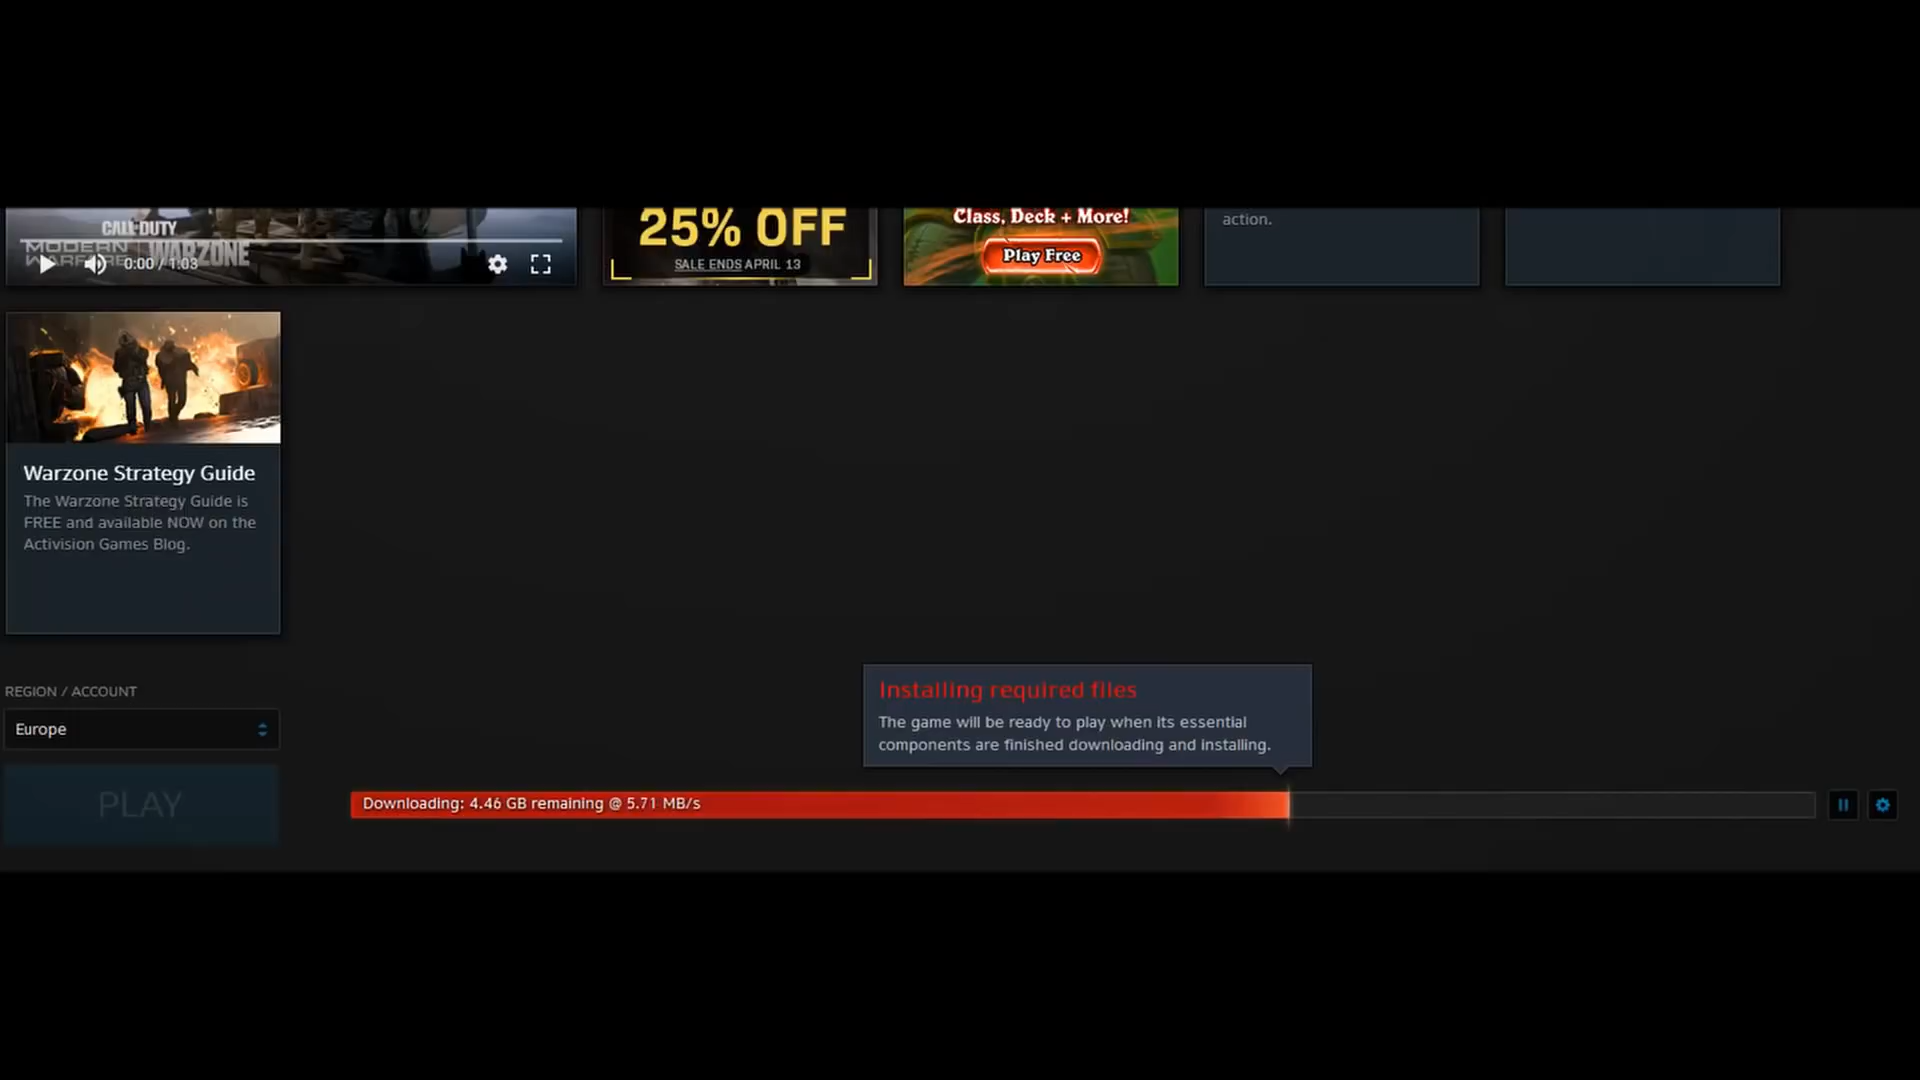 25% OFF
SALE ENDS APRIL 13
Class, Deck + More!
Play Free
action.
CALL OF DUTY
MODERN
WARFARE
WARZONE
0:00 / 1:03
Warzone Strategy Guide
The Warzone Strategy Guide is
FREE and available NOW on the
Activision Games Blog.
REGION / ACCOUNT
Europe
PLAY
Installing required files
The game will be ready to play when its essential
components are finished downloading and installing.
Downloading: 4.46 GB remaining @ 5.71 MB/s